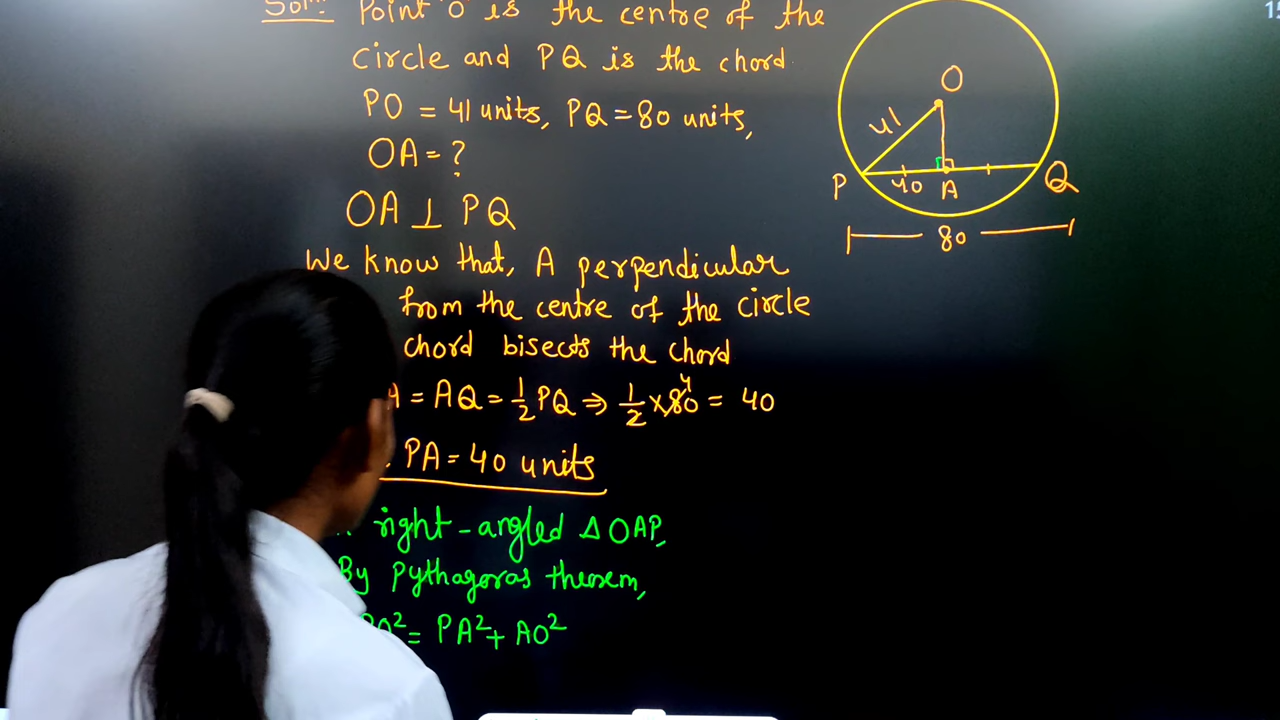 Soln: Point 'O' is the centre of the
circle and PQ is the chord.
PO = 41 units, PQ = 80 units,
OA = ?
OA ⊥ PQ
We know that, A perpendicular
from the centre of the circle
chord bisects the chord
= AQ = 1/2 PQ ⇒ 1/2 × 80 4 = 40
PA = 40 units
right-angled Δ OAP,
By Pythagoras theorem,
² = PA² + AO²
O
41
P
40
A
Q
80